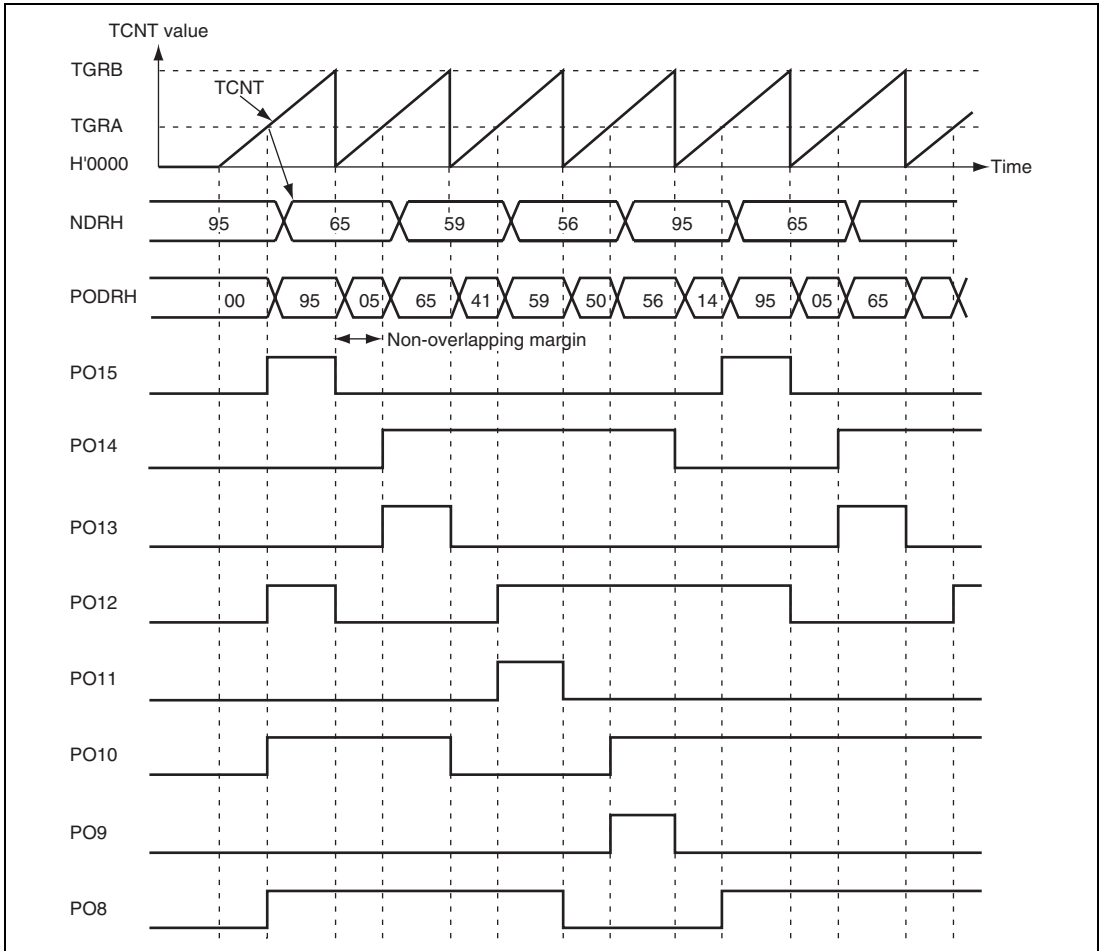 TCNT value
TGRB
TCNT
TGRA
H'0000
Time
NDRH 95 65 59 56 95 65
PODRH 00 95 05 65 41 59 50 56 14 95 05 65
Non-overlapping margin
PO15
PO14
PO13
PO12
PO11
PO10
PO9
PO8